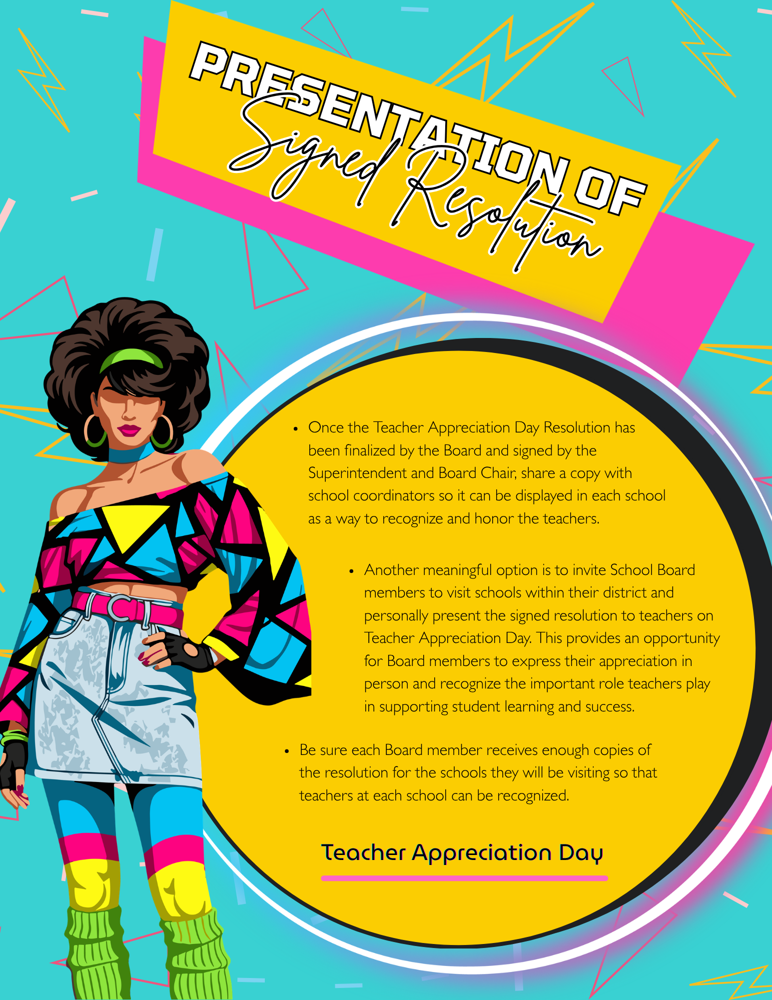 PRESENTATION OF
Signed Resolution
• Once the Teacher Appreciation Day Resolution has
been finalized by the Board and signed by the
Superintendent and Board Chair, share a copy with
school coordinators so it can be displayed in each school
as a way to recognize and honor the teachers.
• Another meaningful option is to invite School Board
members to visit schools within their district and
personally present the signed resolution to teachers on
Teacher Appreciation Day. This provides an opportunity
for Board members to express their appreciation in
person and recognize the important role teachers play
in supporting student learning and success.
• Be sure each Board member receives enough copies of
the resolution for the schools they will be visiting so that
teachers at each school can be recognized.
Teacher Appreciation Day